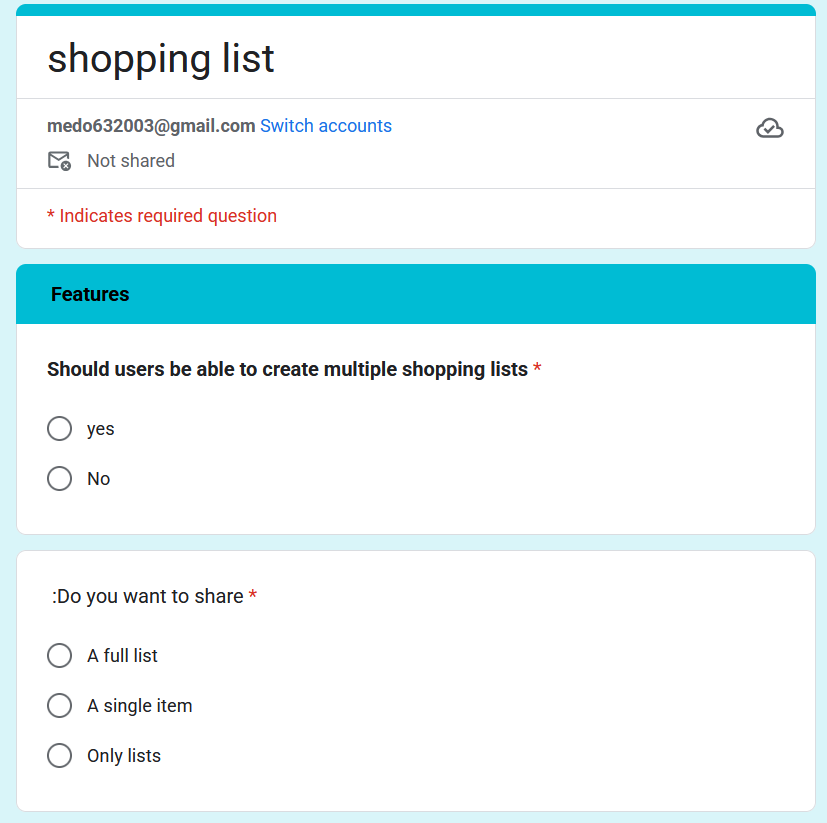 shopping list
medo632003@gmail.com Switch accounts
Not shared
* Indicates required question
Features
Should users be able to create multiple shopping lists *
yes
No
:Do you want to share *
A full list
A single item
Only lists